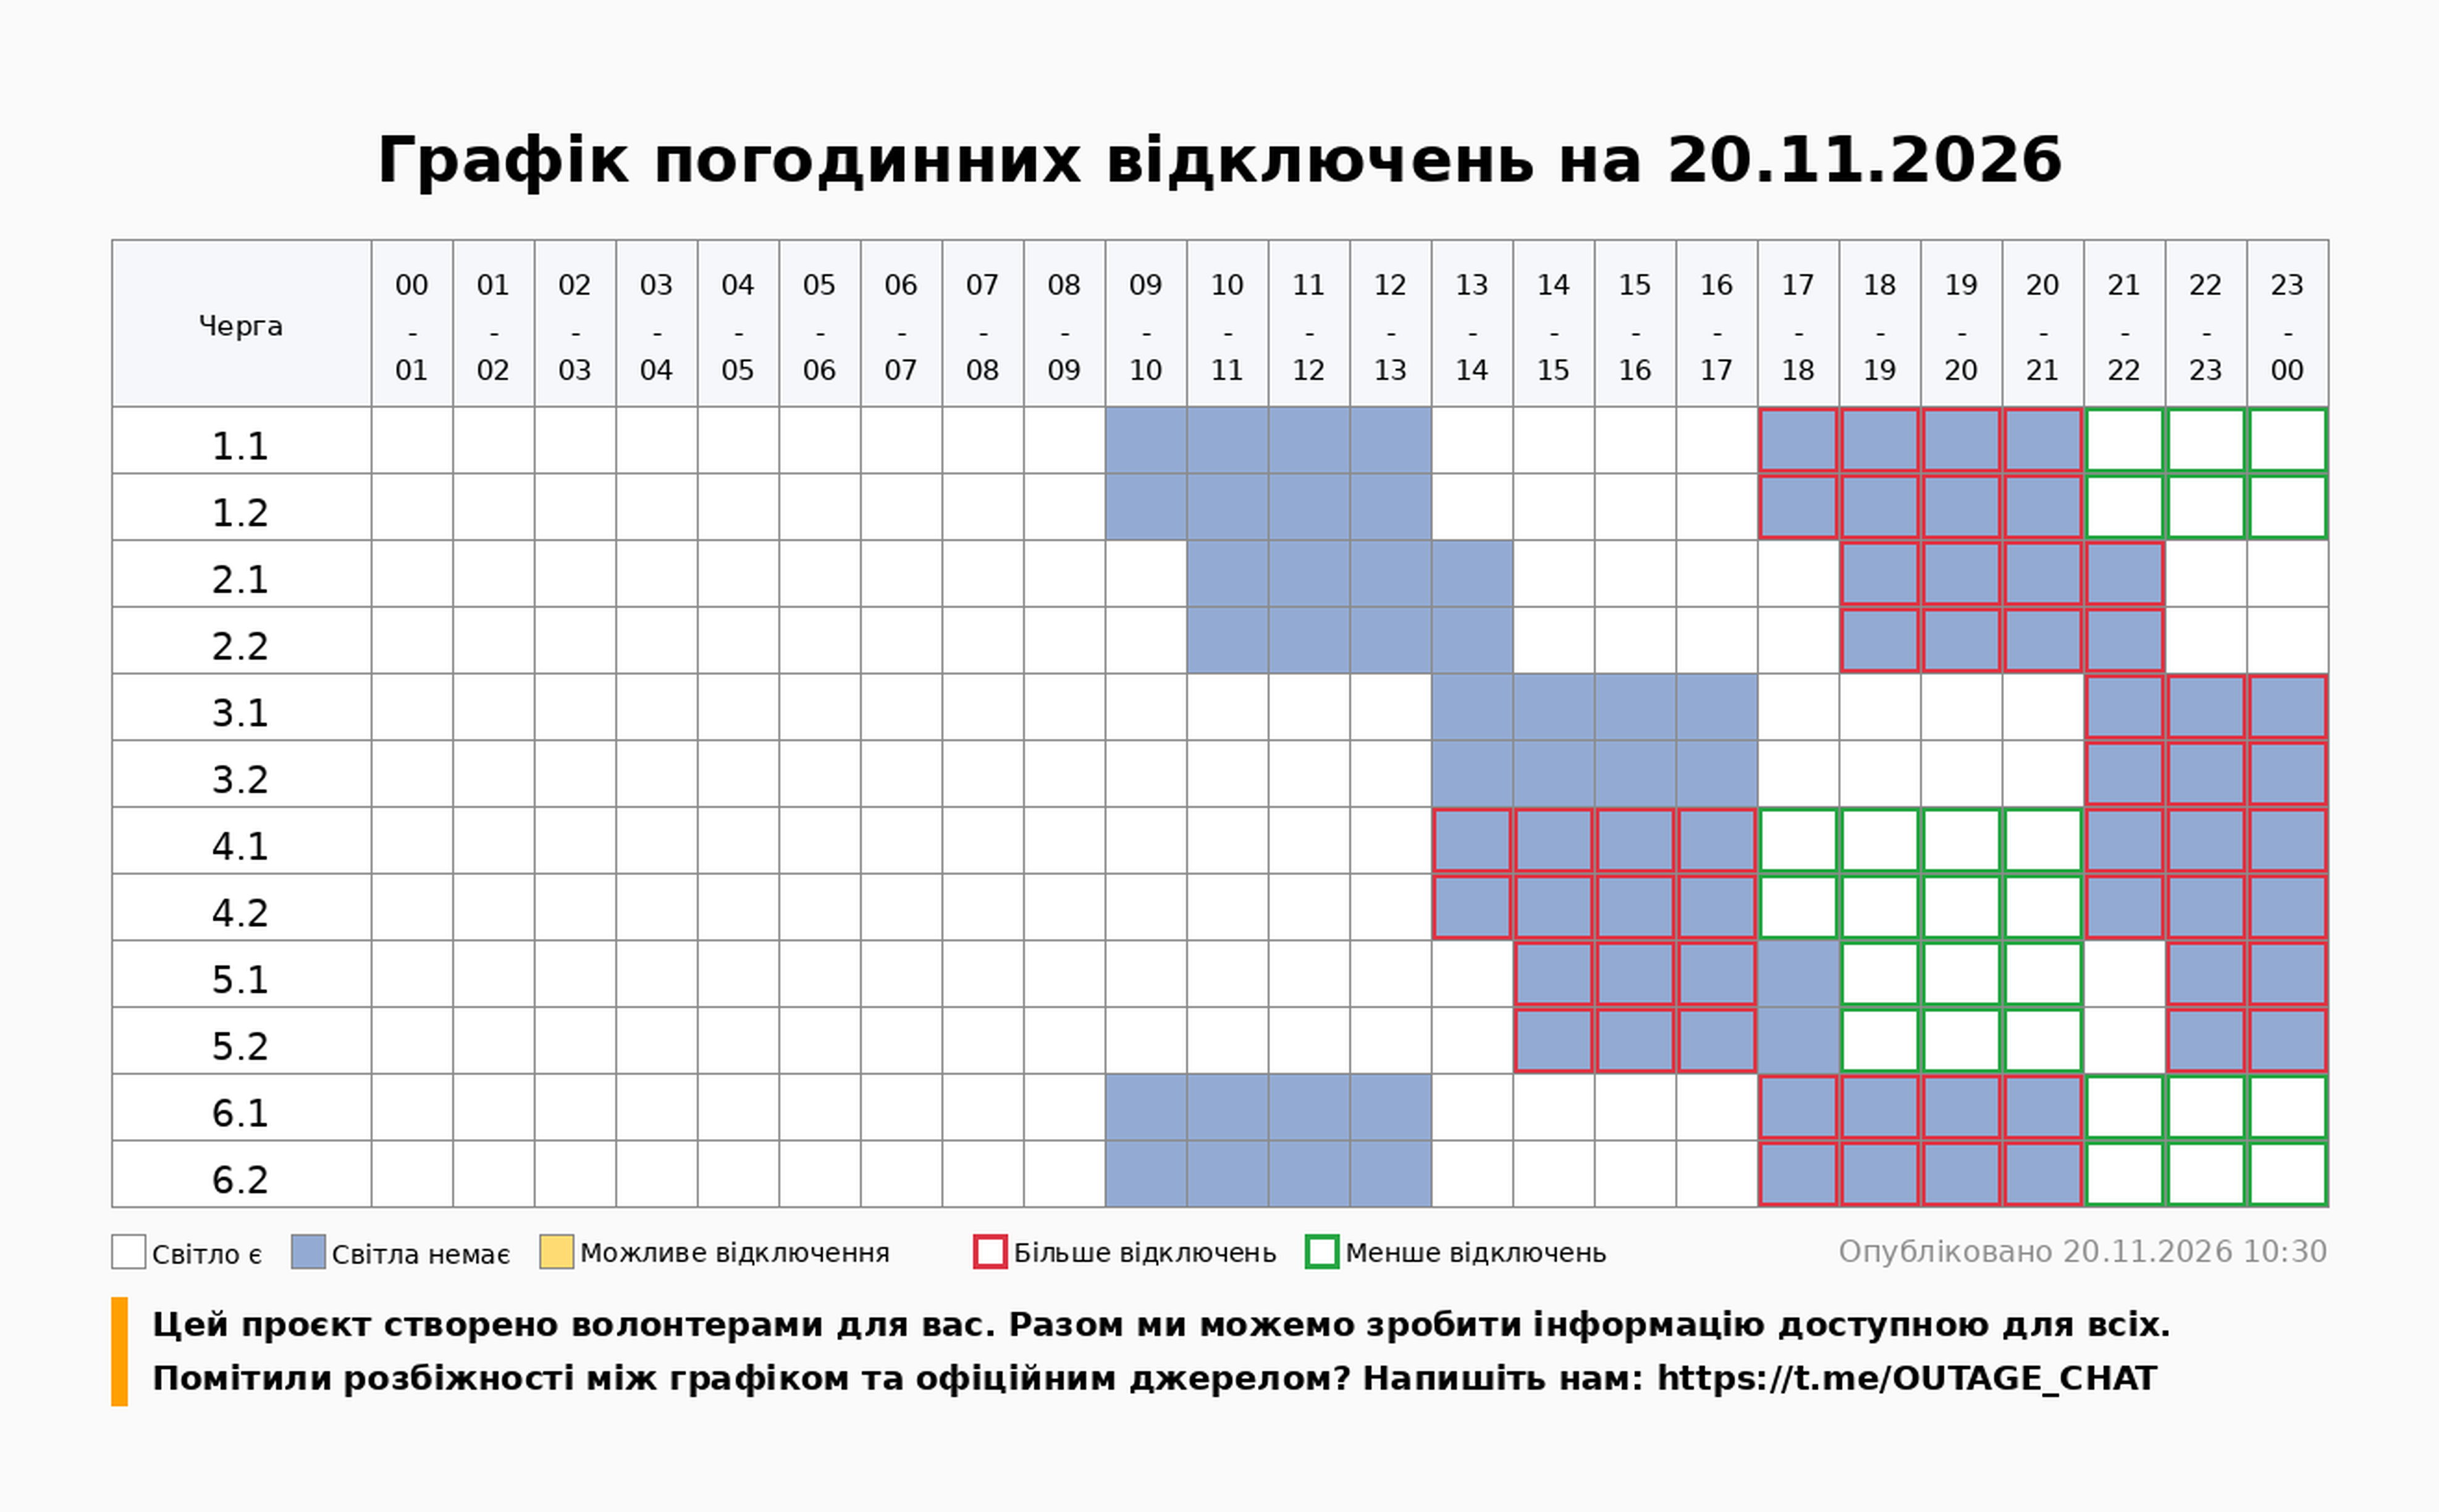 Графік погодинних відключень на 20.11.2026
Черга
00 - 01
01 - 02
02 - 03
03 - 04
04 - 05
05 - 06
06 - 07
07 - 08
08 - 09
09 - 10
10 - 11
11 - 12
12 - 13
13 - 14
14 - 15
15 - 16
16 - 17
17 - 18
18 - 19
19 - 20
20 - 21
21 - 22
22 - 23
23 - 00
1.1
1.2
2.1
2.2
3.1
3.2
4.1
4.2
5.1
5.2
6.1
6.2
Світло є
Світла немає
Можливе відключення
Більше відключень
Менше відключень
Опубліковано 20.11.2026 10:30
Цей проєкт створено волонтерами для вас. Разом ми можемо зробити інформацію доступною для всіх.
Помітили розбіжності між графіком та офіційним джерелом? Напишіть нам: https://t.me/OUTAGE_CHAT